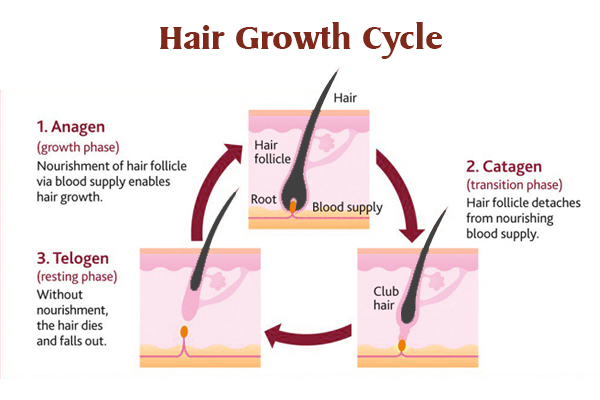 Hair Growth Cycle
1. Anagen
(growth phase)
Nourishment of hair follicle
via blood supply enables
hair growth.
Hair
Hair
follicle
Root
Blood supply
2. Catagen
(transition phase)
Hair follicle detaches
from nourishing
blood supply.
Club
hair
3. Telogen
(resting phase)
Without
nourishment,
the hair dies
and falls out.